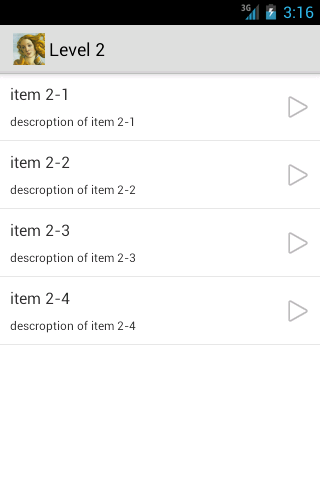 3G 3:16
Level 2
item 2-1
descroption of item 2-1
item 2-2
descroption of item 2-2
item 2-3
descroption of item 2-3
item 2-4
descroption of item 2-4